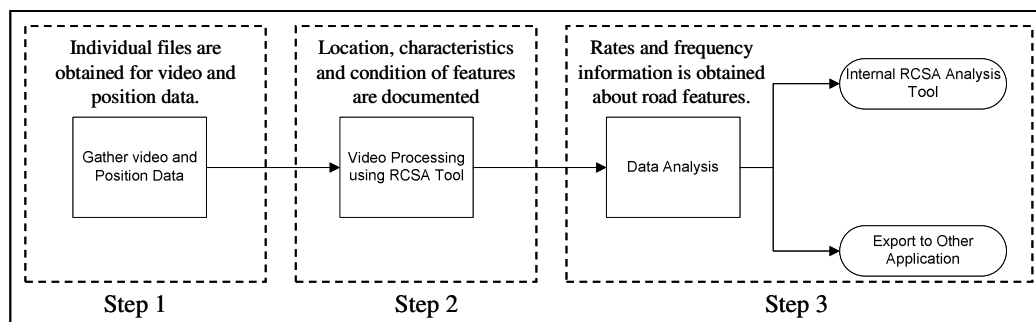 Individual files are
obtained for video and
position data.
Gather video and
Position Data
Step 1
Location, characteristics
and condition of features
are documented
Video Processing
using RCSA Tool
Step 2
Rates and frequency
information is obtained
about road features.
Data Analysis
Internal RCSA Analysis
Tool
Export to Other
Application
Step 3